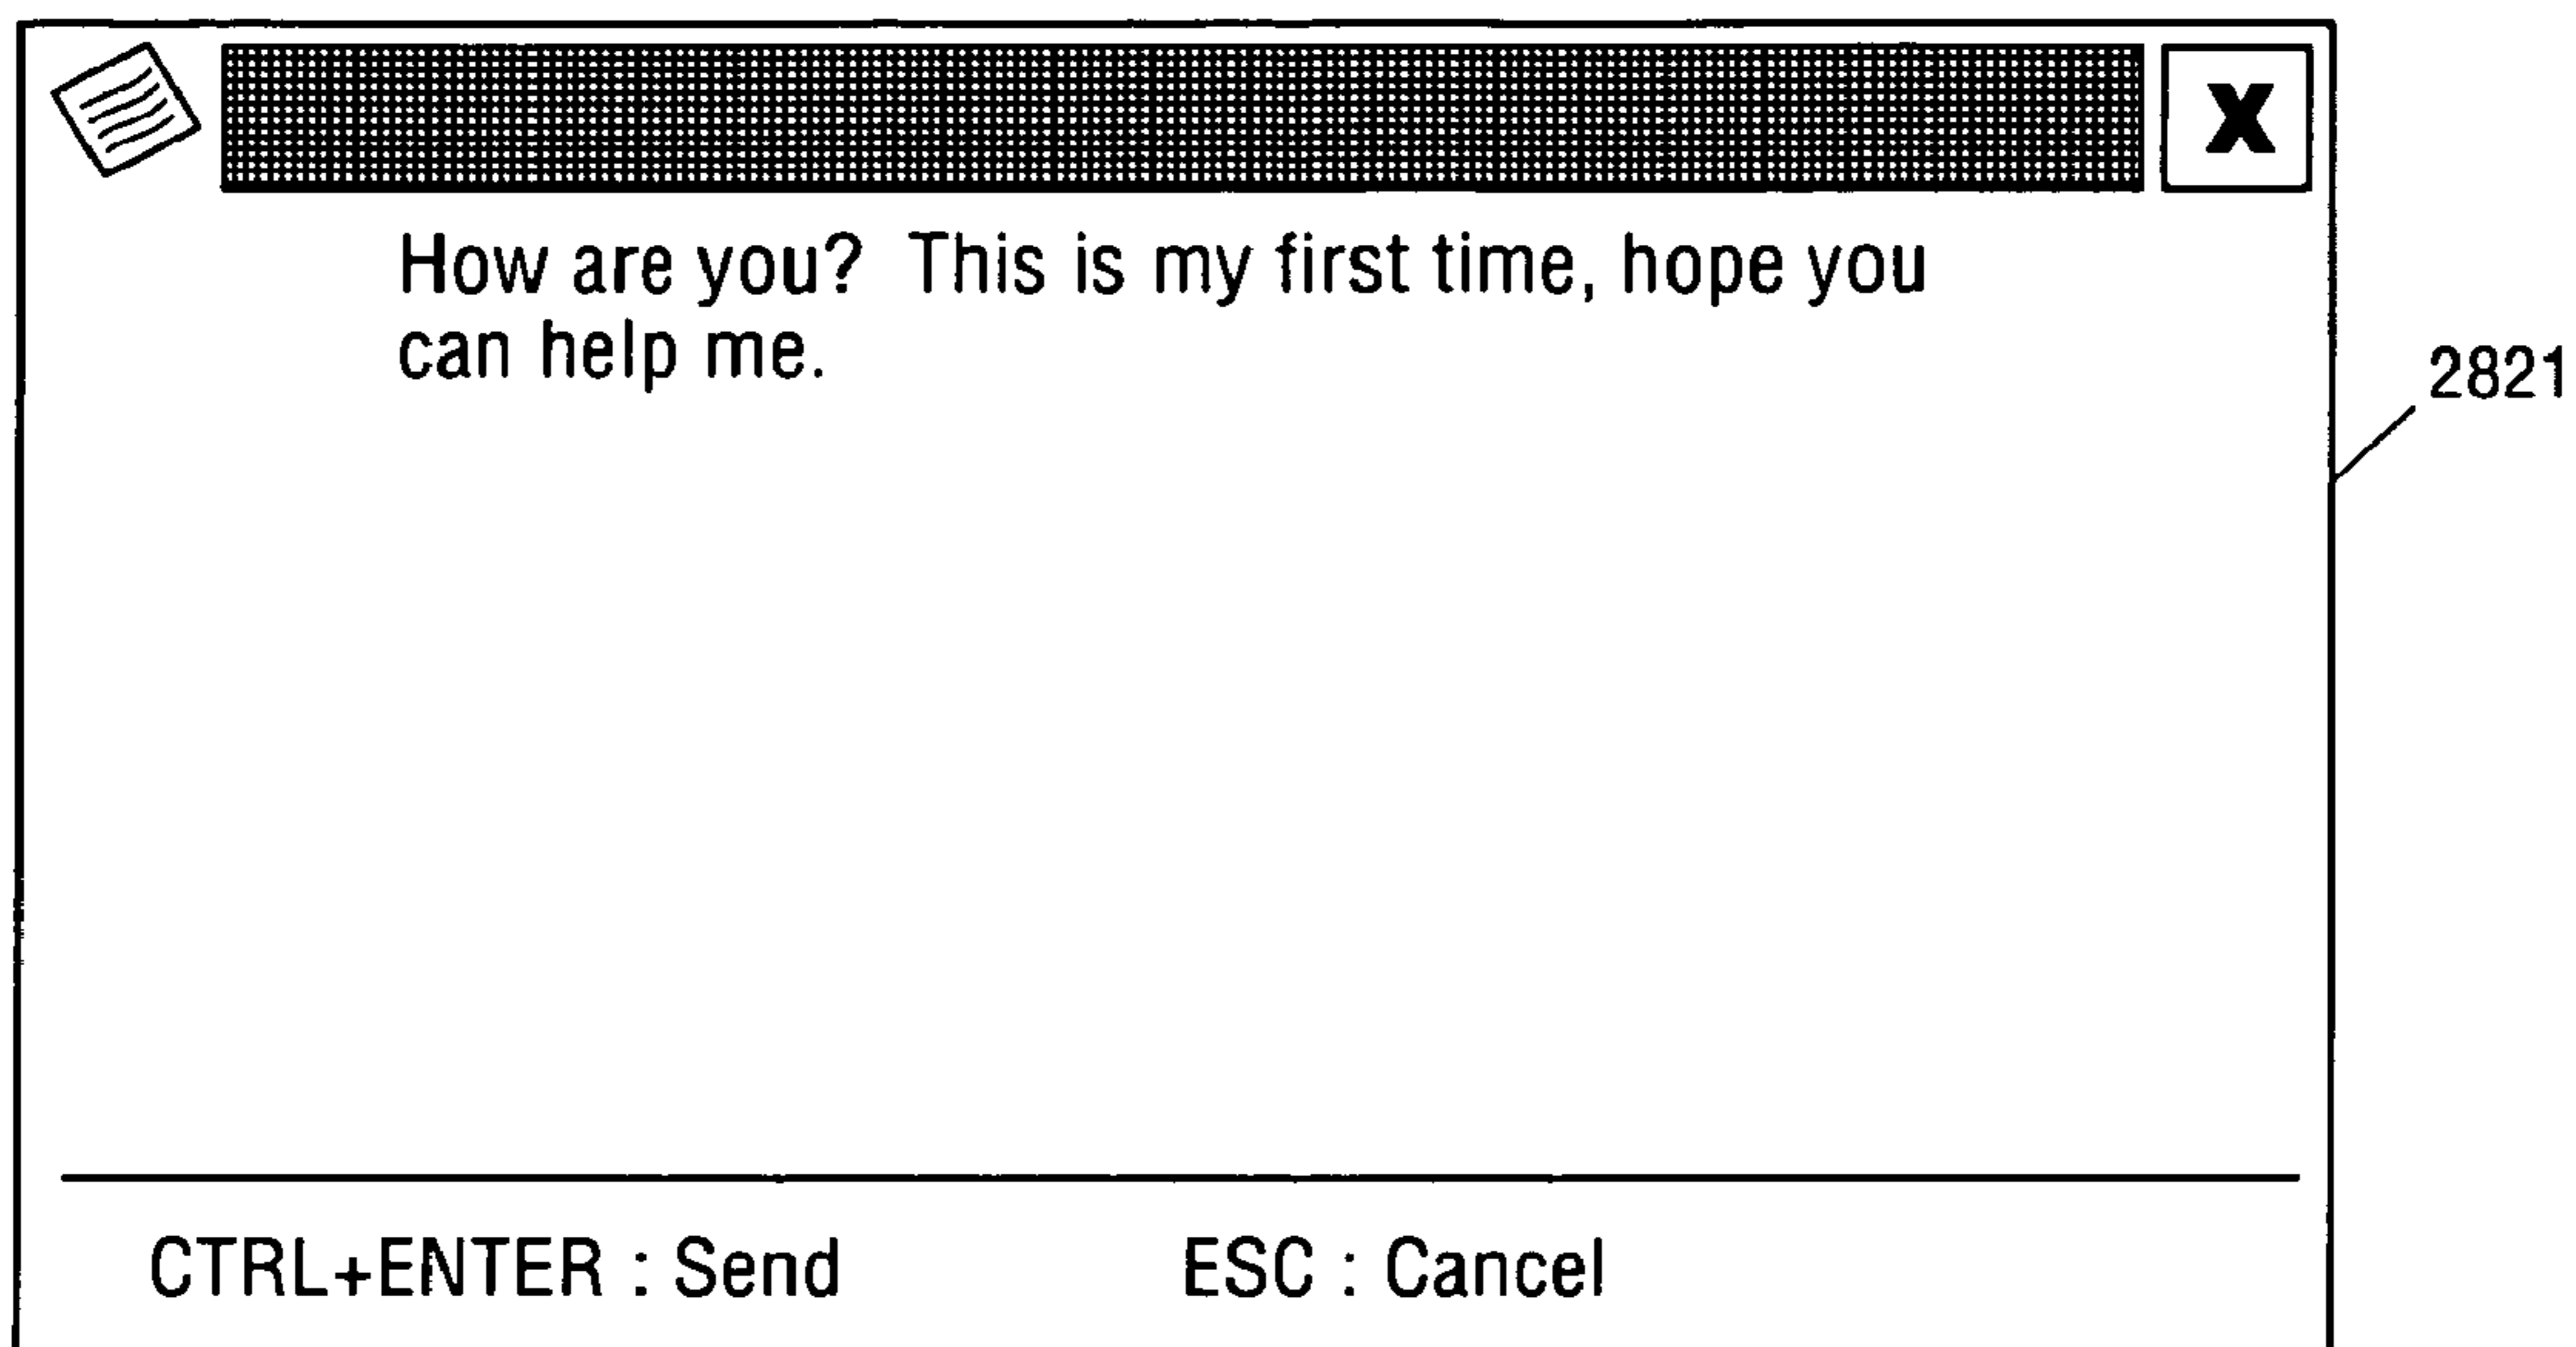 X
How are you? This is my first time, hope you
can help me.
2821
CTRL+ENTER : Send ESC : Cancel